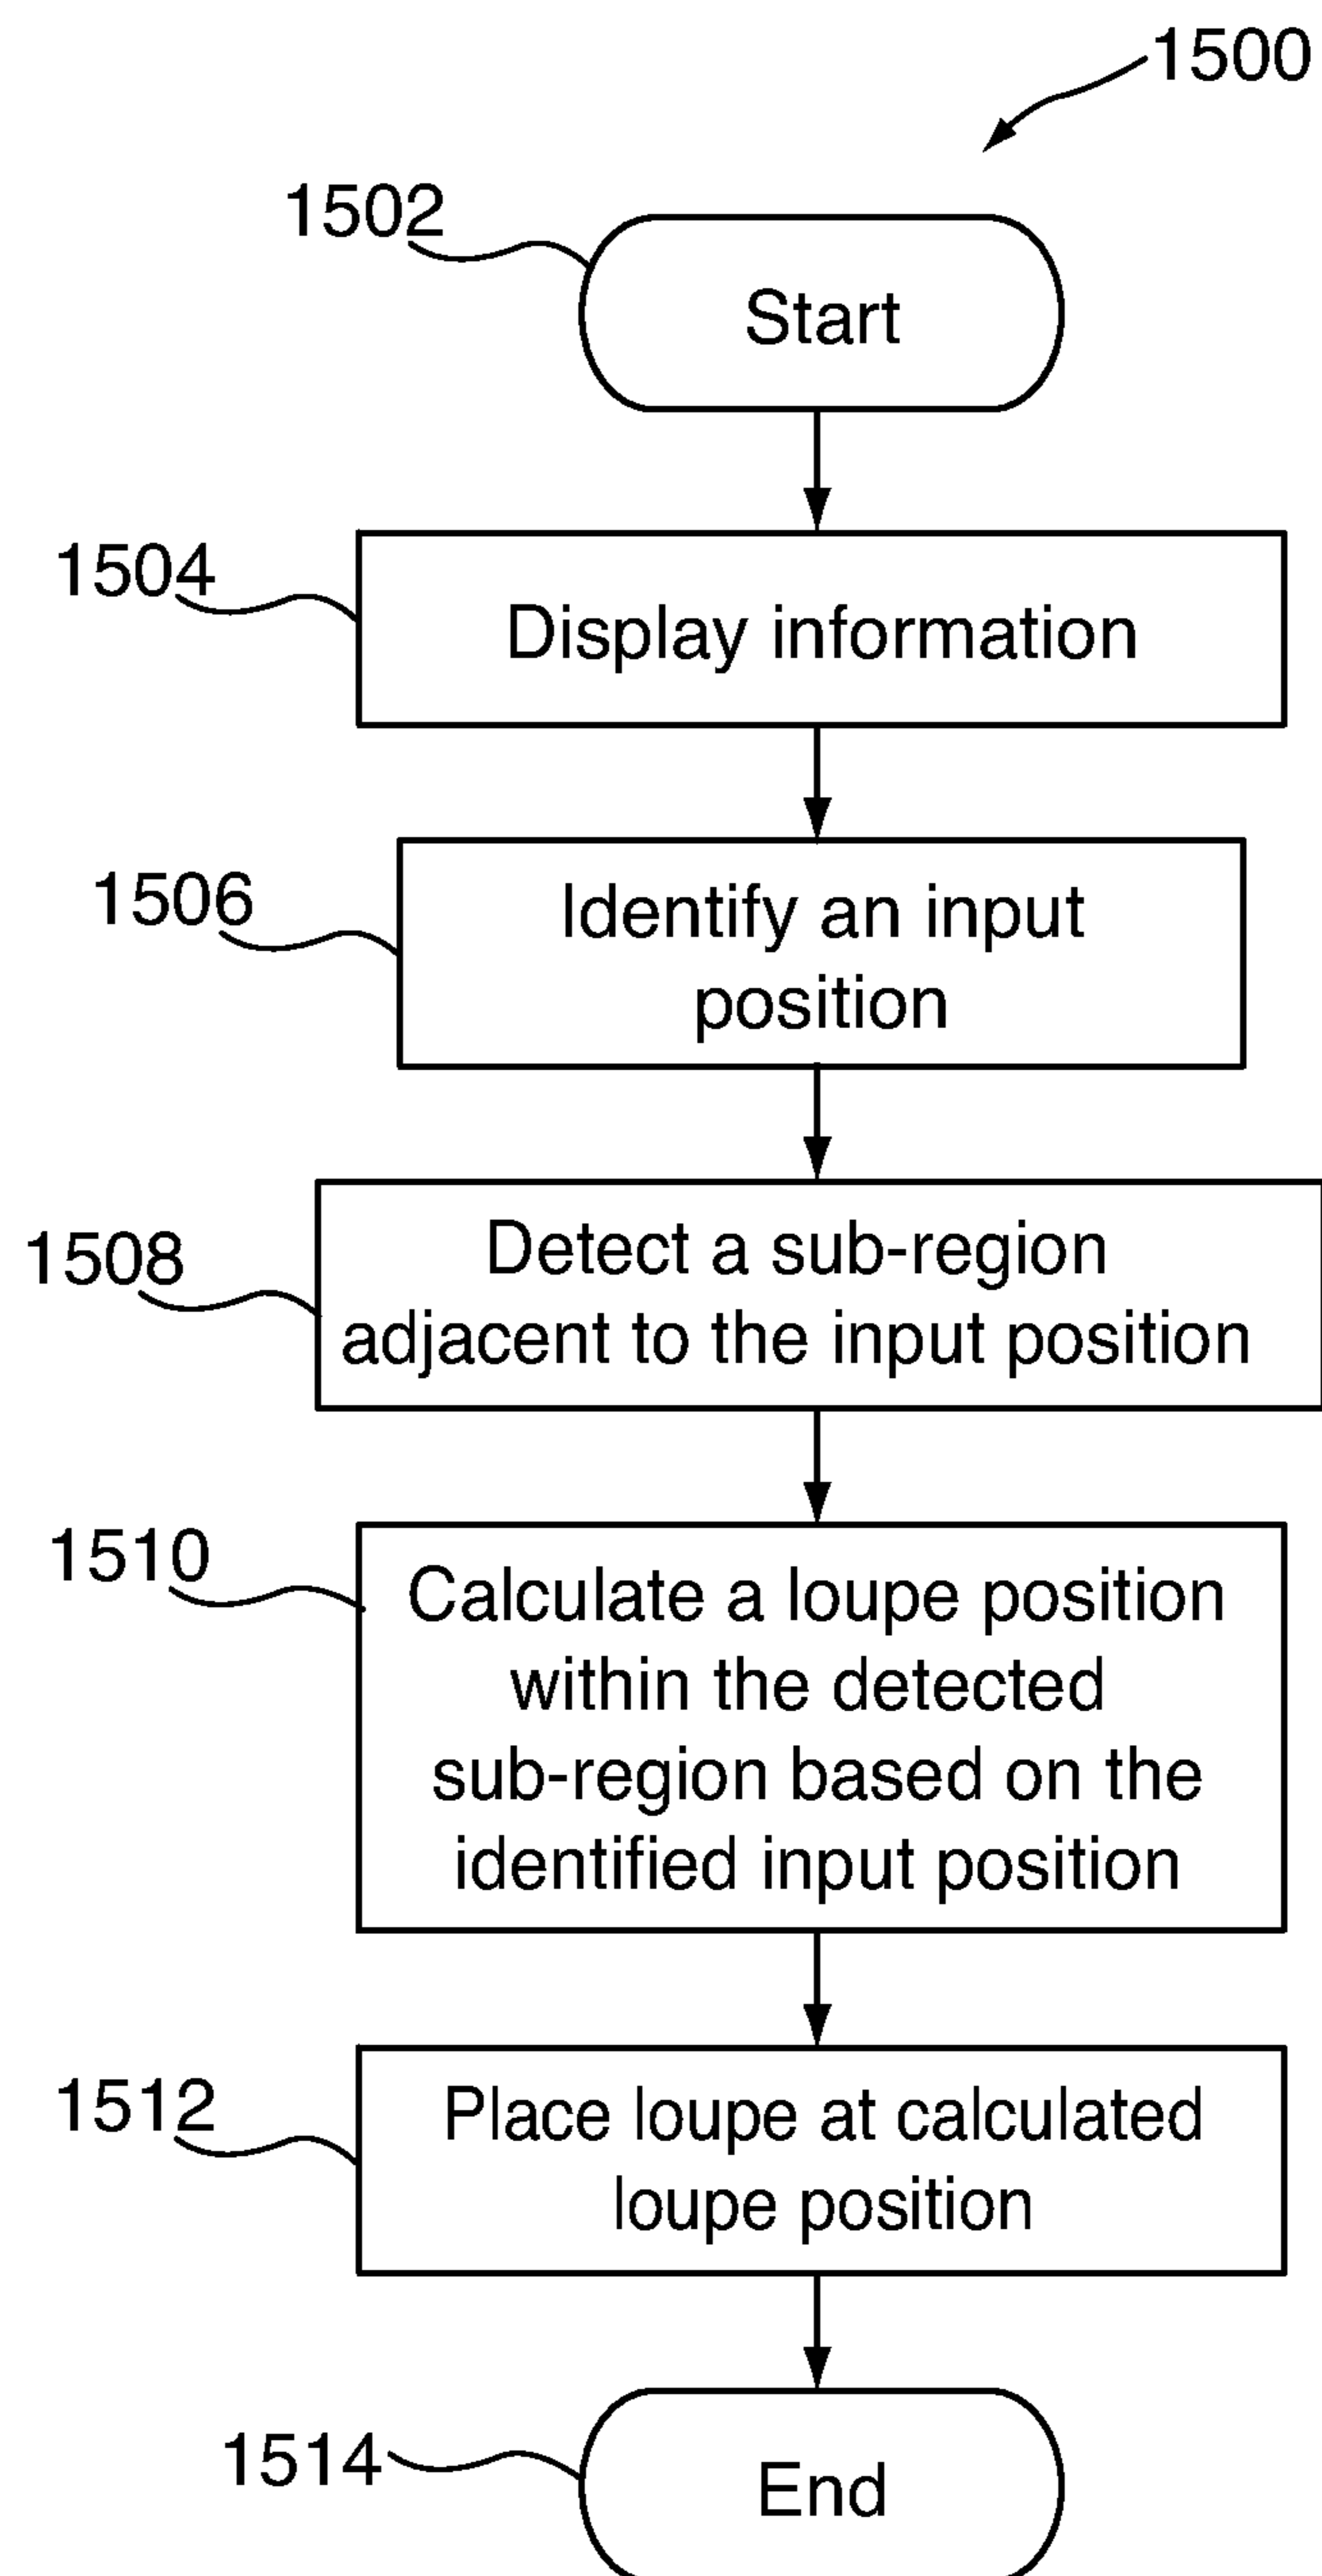 1500
1502
Start
1504
Display information
1506
Identify an input
position
1508
Detect a sub-region
adjacent to the input position
1510
Calculate a loupe position
within the detected
sub-region based on the
identified input position
1512
Place loupe at calculated
loupe position
1514
End